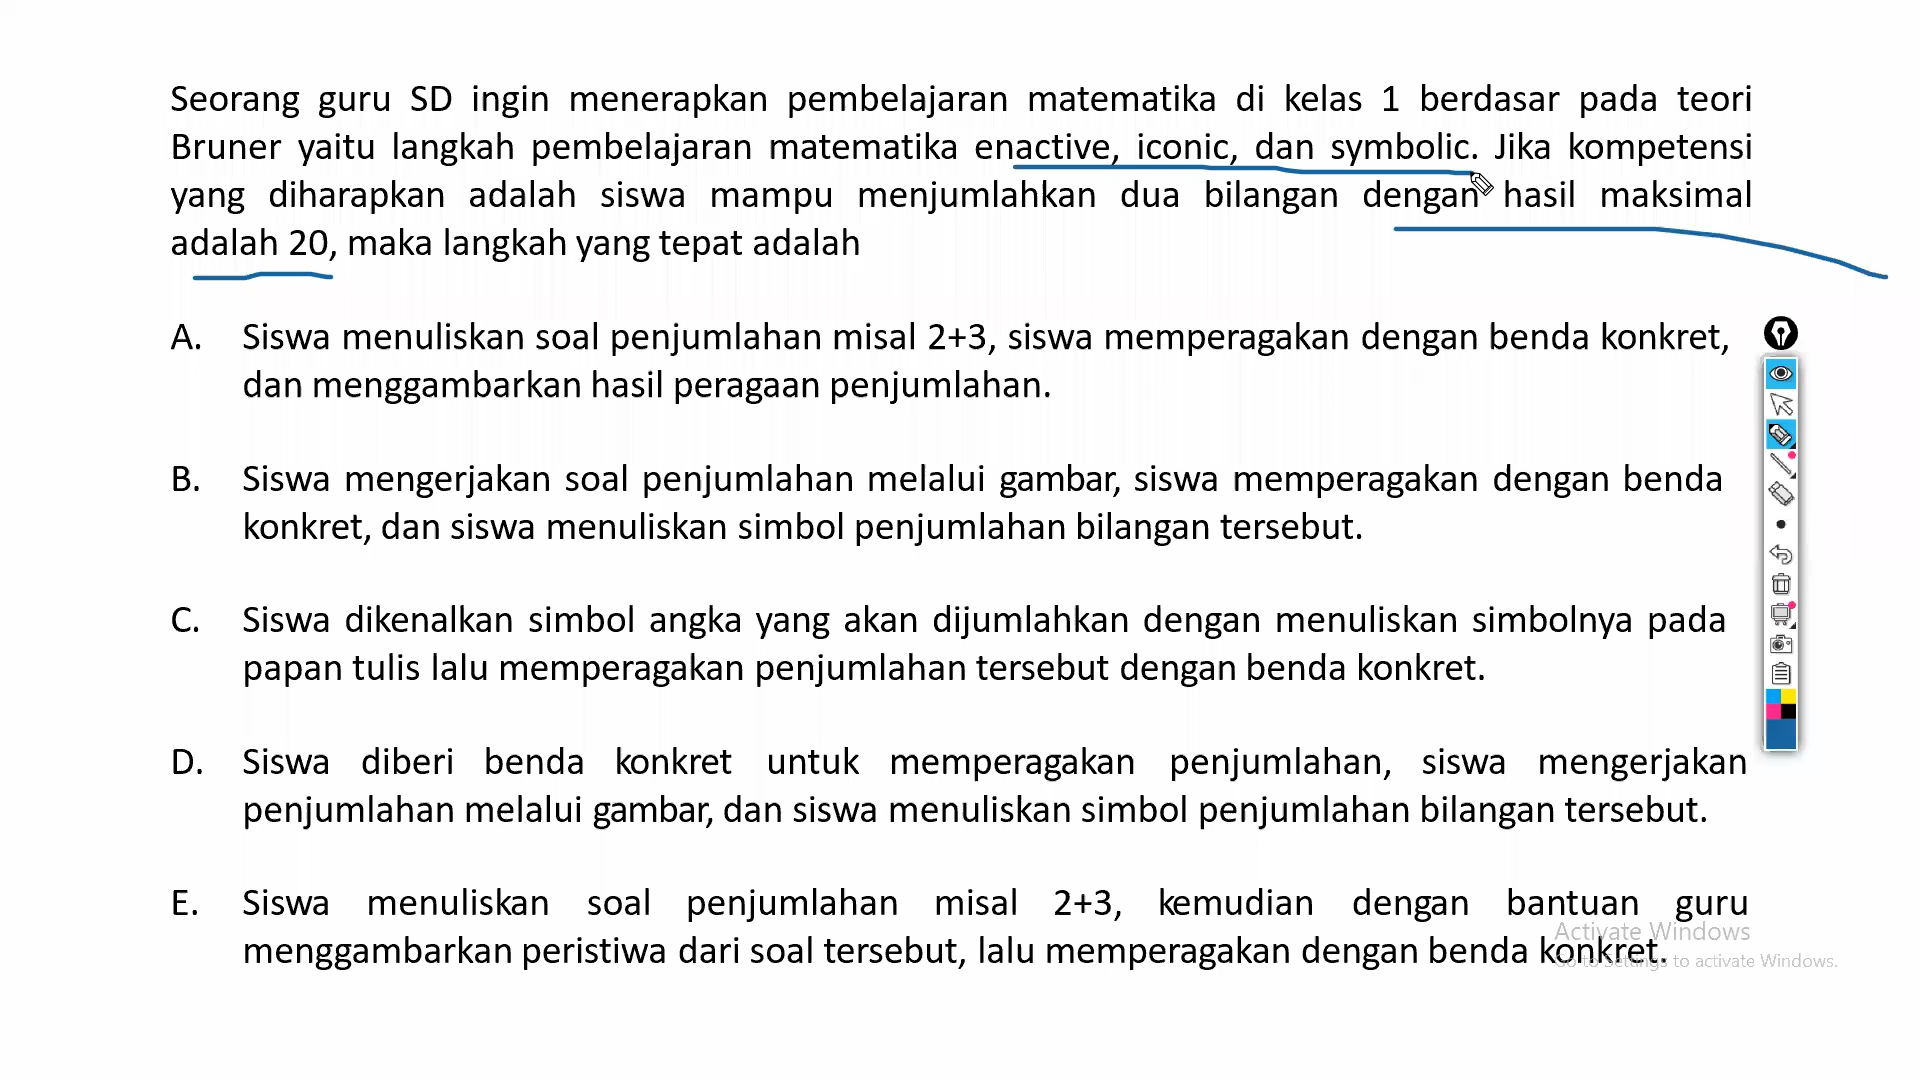 Seorang guru SD ingin menerapkan pembelajaran matematika di kelas 1 berdasar pada teori
Bruner yaitu langkah pembelajaran matematika enactive, iconic, dan symbolic. Jika kompetensi
yang diharapkan adalah siswa mampu menjumlahkan dua bilangan dengan hasil maksimal
adalah 20, maka langkah yang tepat adalah
A. Siswa menuliskan soal penjumlahan misal 2+3, siswa memperagakan dengan benda konkret,
dan menggambarkan hasil peragaan penjumlahan.
B. Siswa mengerjakan soal penjumlahan melalui gambar, siswa memperagakan dengan benda
konkret, dan siswa menuliskan simbol penjumlahan bilangan tersebut.
C. Siswa dikenalkan simbol angka yang akan dijumlahkan dengan menuliskan simbolnya pada
papan tulis lalu memperagakan penjumlahan tersebut dengan benda konkret.
D. Siswa diberi benda konkret untuk memperagakan penjumlahan, siswa mengerjakan
penjumlahan melalui gambar, dan siswa menuliskan simbol penjumlahan bilangan tersebut.
E. Siswa menuliskan soal penjumlahan misal 2+3, kemudian dengan bantuan guru
menggambarkan peristiwa dari soal tersebut, lalu memperagakan dengan benda konkret.
Activate Windows
Go to Settings to activate Windows.